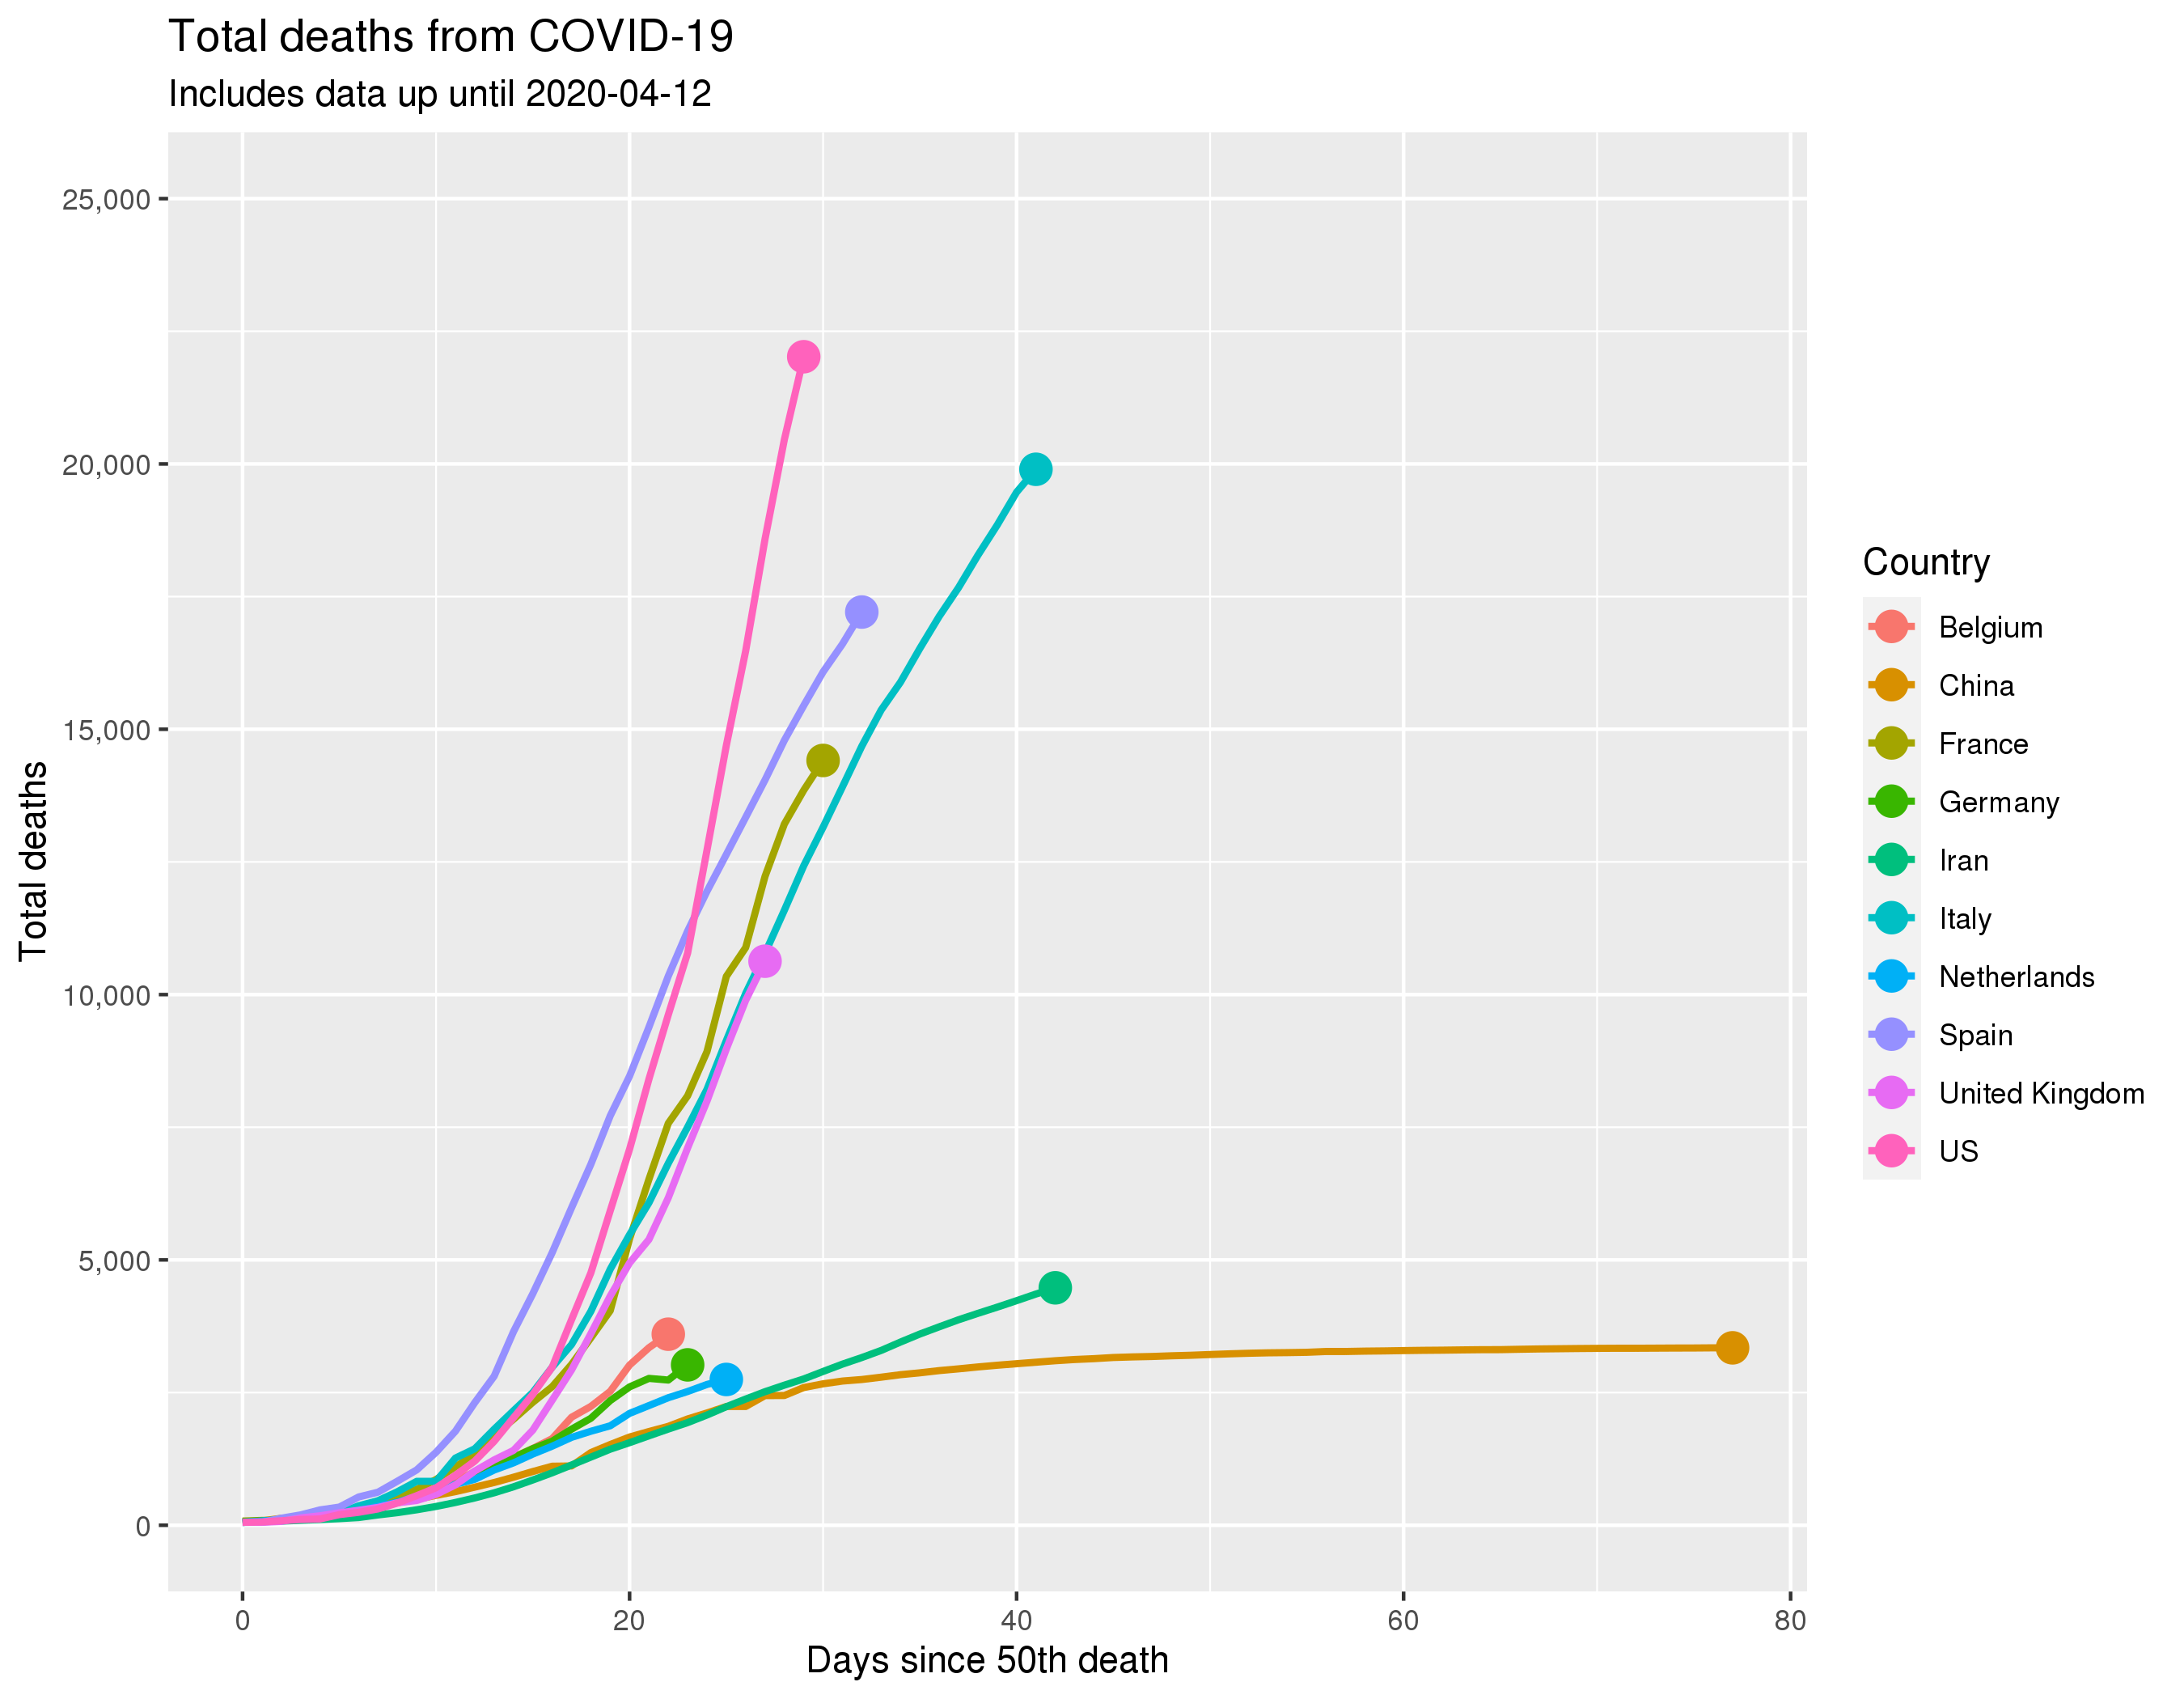 Total deaths from COVID-19
Includes data up until 2020-04-12
25,000
20,000
15,000
10,000
5,000
0
Total deaths
0 20 40 60 80
Days since 50th death
Country
Belgium
China
France
Germany
Iran
Italy
Netherlands
Spain
United Kingdom
US